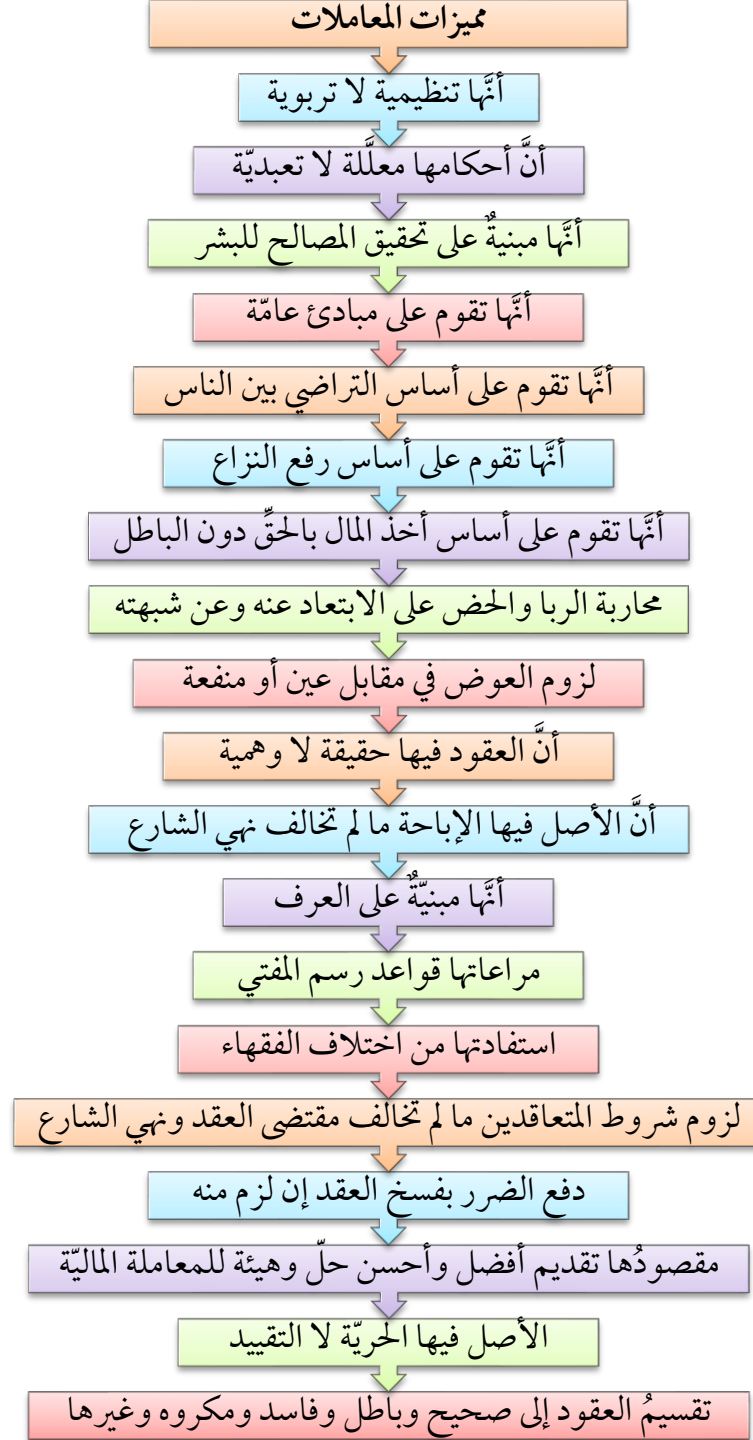 مميزات المعاملات
أنَّها تنظيمية لا تربوية
أنَّ أحكامها معلَّلة لا تعبديّة
أنَّها مبنيةٌ على تحقيق المصالح للبشر
أنَّها تقوم على مبادئ عامّة
أنَّها تقوم على أساس التراضي بين الناس
أنَّها تقوم على أساس رفع النزاع
أنَّها تقوم على أساس أخذ المال بالحقِّ دون الباطل
محاربة الربا والحض على الابتعاد عنه وعن شبهته
لزوم العوض في مقابل عين أو منفعة
أنَّ العقود فيها حقيقة لا وهمية
أنَّ الأصل فيها الإباحة ما لم تخالف نهي الشارع
أنَّها مبنيّةٌ على العرف
مراعاتها قواعد رسم المفتي
استفادتها من اختلاف الفقهاء
لزوم شروط المتعاقدين ما لم تخالف مقتضى العقد ونهي الشارع
دفع الضرر بفسخ العقد إن لزم منه
مقصودُها تقديم أفضل وأحسن حلّ وهيئة للمعاملة الماليّة
الأصل فيها الحريّة لا التقييد
تقسيمُ العقود إلى صحيح وباطل وفاسد ومكروه وغيرها